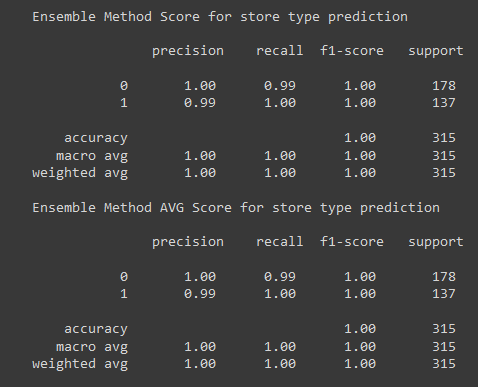 Ensemble Method Score for store type prediction
precision recall f1-score support
0 1.00 0.99 1.00 178
1 0.99 1.00 1.00 137
accuracy 1.00 315
macro avg 1.00 1.00 1.00 315
weighted avg 1.00 1.00 1.00 315
Ensemble Method AVG Score for store type prediction
precision recall f1-score support
0 1.00 0.99 1.00 178
1 0.99 1.00 1.00 137
accuracy 1.00 315
macro avg 1.00 1.00 1.00 315
weighted avg 1.00 1.00 1.00 315